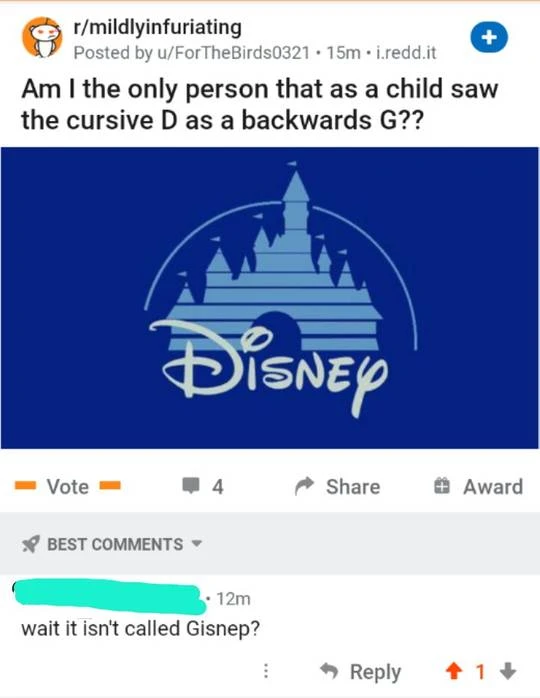 r/mildlyinfuriating
Posted by u/ForTheBirds0321 • 15m • i.redd.it
Am I the only person that as a child saw
the cursive D as a backwards G??
DISNEY
Vote
4
Share
Award
BEST COMMENTS
• 12m
wait it isn't called Gisnep?
Reply
1